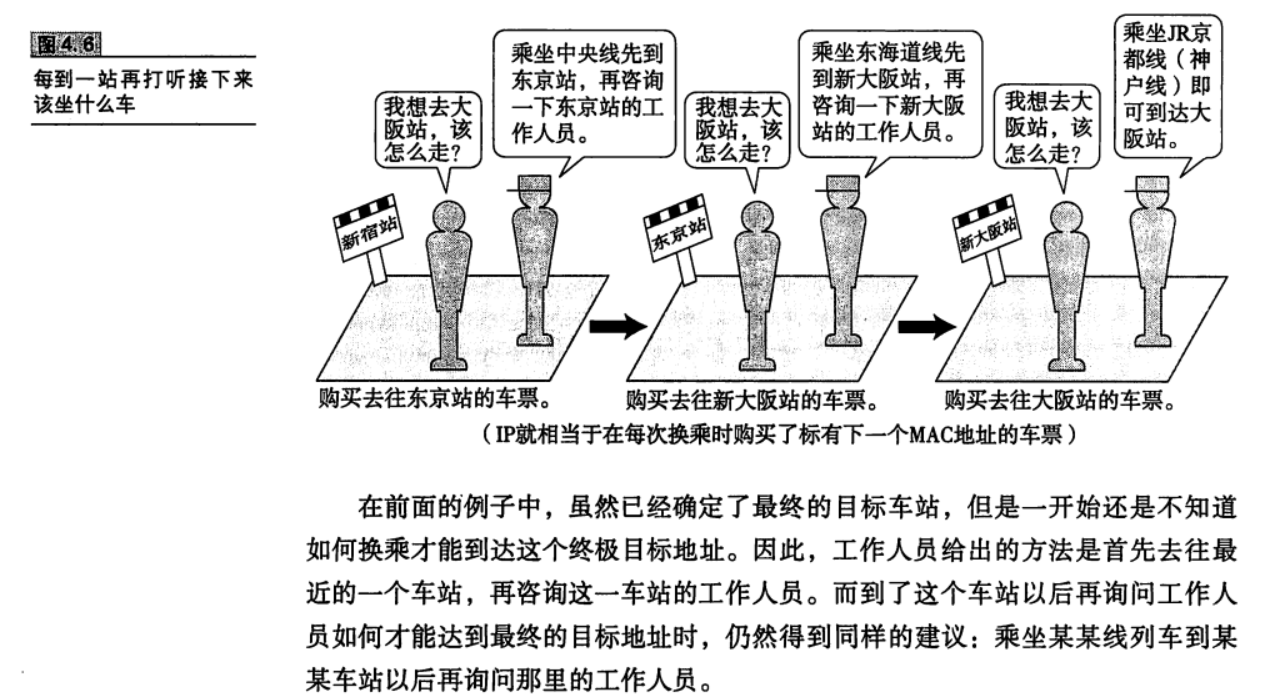 图4.6
每到一站再打听接下来
该坐什么车
我想去大
阪站，该
怎么走？
乘坐中央线先到
东京站，再咨询
一下东京站的工
作人员。
我想去大
阪站，该
怎么走？
乘坐东海道线先
到新大阪站，再
咨询一下新大阪
站的工作人员。
我想去大
阪站，该
怎么走？
乘坐JR京
都线（神
户线）即
可到达大
阪站。
新宿站
东京站
新大阪站
购买去往东京站的车票。
购买去往新大阪站的车票。
购买去往大阪站的车票。
（IP就相当于在每次换乘时购买了标有下一个MAC地址的车票）
在前面的例子中，虽然已经确定了最终的目标车站，但是一开始还是不知道
如何换乘才能到达这个终极目标地址。因此，工作人员给出的方法是首先去往最
近的一个车站，再咨询这一车站的工作人员。而到了这个车站以后再询问工作人
员如何才能达到最终的目标地址时，仍然得到同样的建议：乘坐某某线列车到某
某车站以后再询问那里的工作人员。